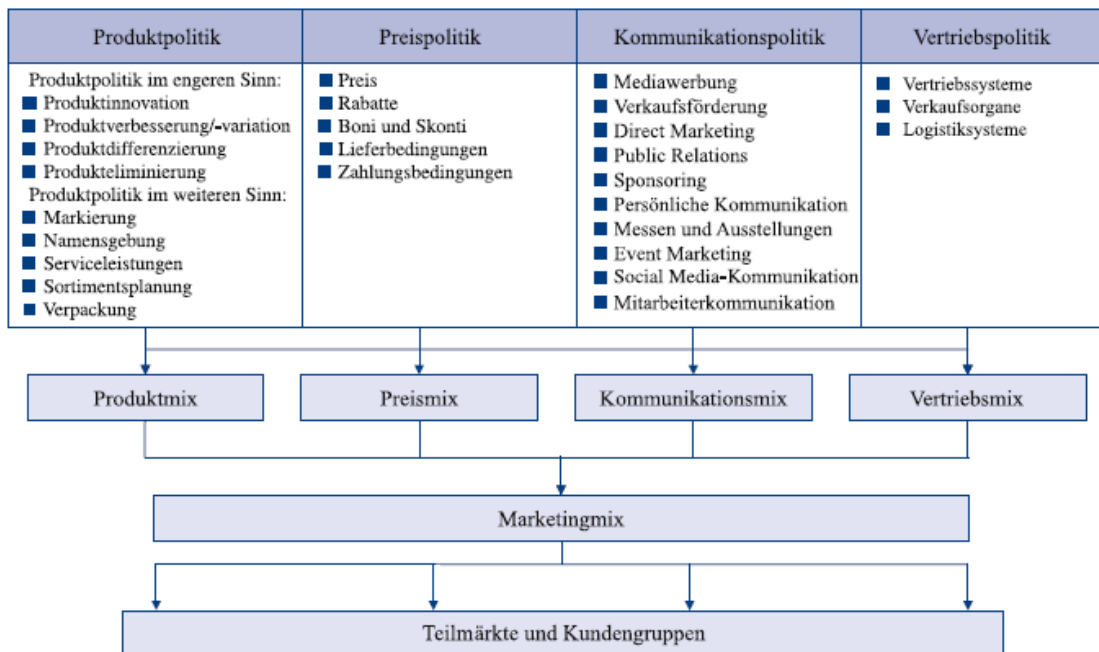 Produktpolitik
Produktpolitik im engeren Sinn:
Produktinnovation
Produktverbesserung/-variation
Produktdifferenzierung
Produkteliminierung
Produktpolitik im weiteren Sinn:
Markierung
Namensgebung
Serviceleistungen
Sortimentsplanung
Verpackung
Preispolitik
Preis
Rabatte
Boni und Skonti
Lieferbedingungen
Zahlungsbedingungen
Kommunikationspolitik
Mediawerbung
Verkaufsförderung
Direct Marketing
Public Relations
Sponsoring
Persönliche Kommunikation
Messen und Ausstellungen
Event Marketing
Social Media-Kommunikation
Mitarbeiterkommunikation
Vertriebspolitik
Vertriebssysteme
Verkaufsorgane
Logistiksysteme
Produktmix
Preismix
Kommunikationsmix
Vertriebsmix
Marketingmix
Teilmärkte und Kundengruppen